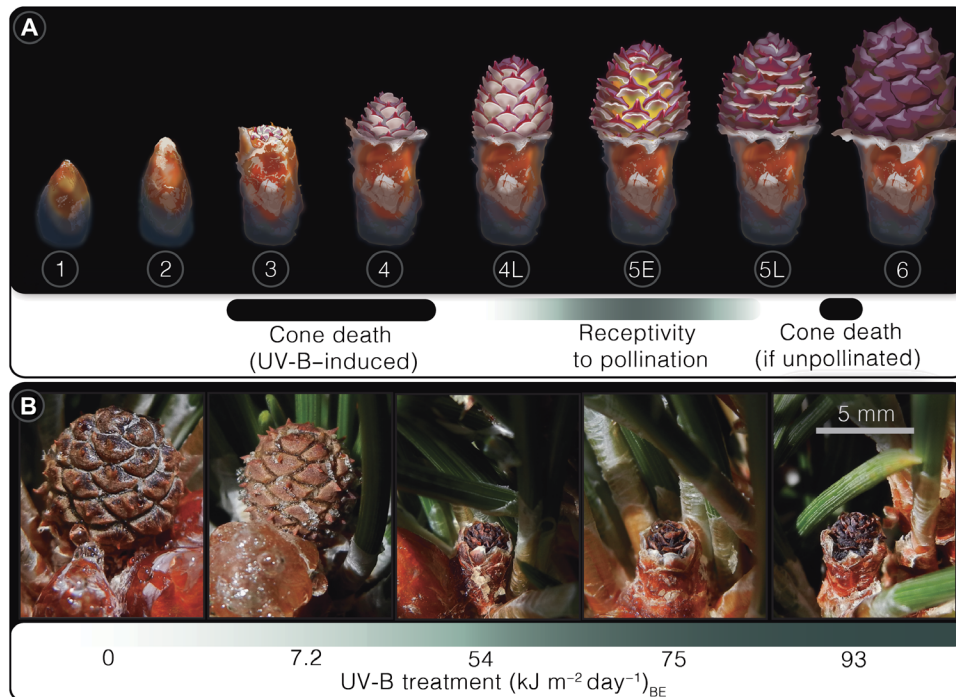 A
1 2 3 4 4L 5E 5L 6
Cone death
(UV-B–induced)
Receptivity
to pollination
Cone death
(if unpollinated)
B
5 mm
0 7.2 54 75 93
UV-B treatment (kJ m⁻² day⁻¹)BE